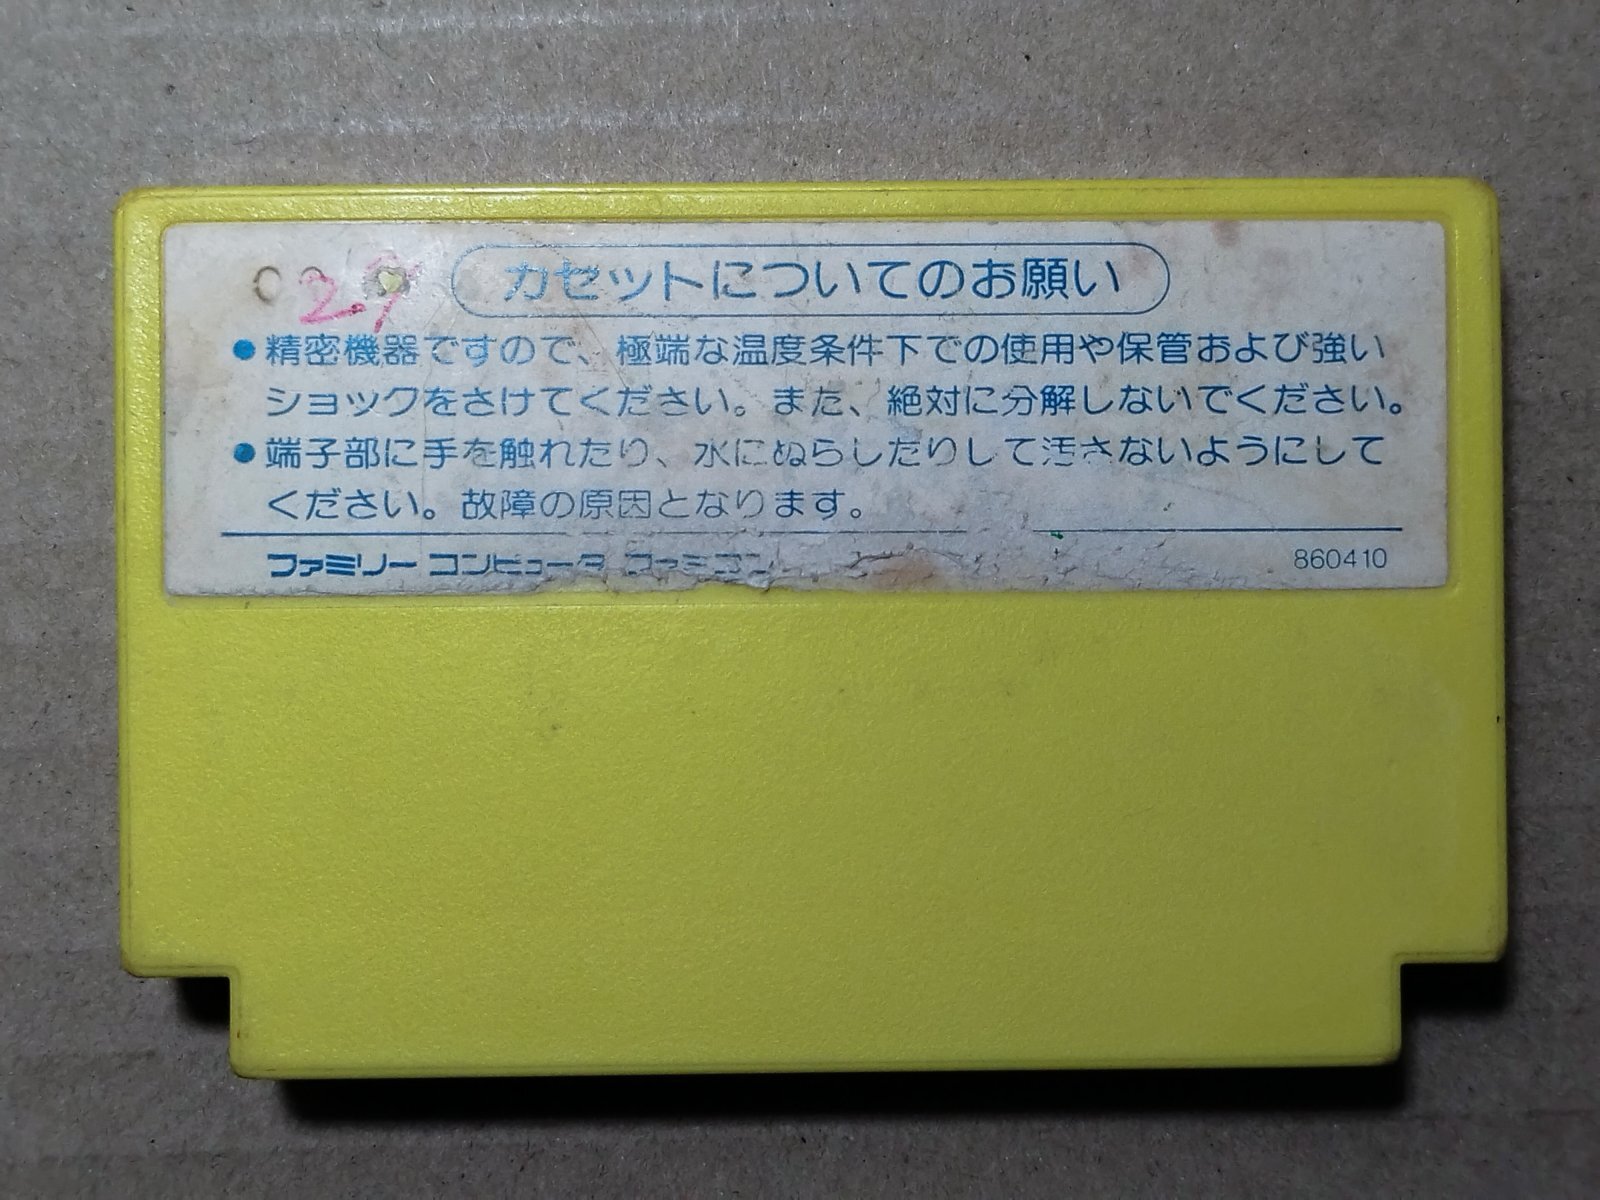 カセットについてのお願い
●精密機器ですので、極端な温度条件下での使用や保管および強い
ショックをさけてください。また、絶対に分解しないでください。
●端子部に手を触れたり、水にぬらしたりして汚さないようにして
ください。故障の原因となります。
ファミリーコンピュータ ファミコン
860410